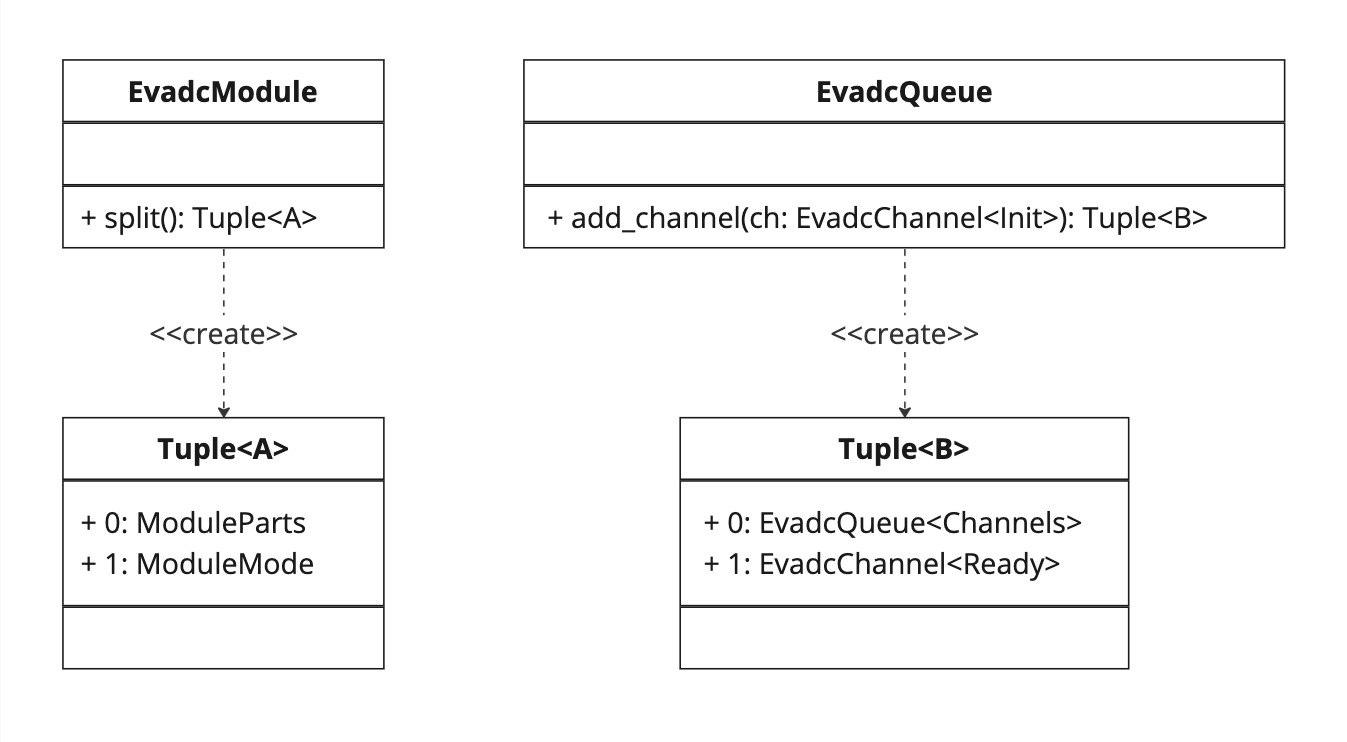 EvadcModule
+ split(): Tuple<A>
<<create>>
Tuple<A>
+ 0: ModuleParts
+ 1: ModuleMode
EvadcQueue
+ add_channel(ch: EvadcChannel<Init>): Tuple<B>
<<create>>
Tuple<B>
+ 0: EvadcQueue<Channels>
+ 1: EvadcChannel<Ready>